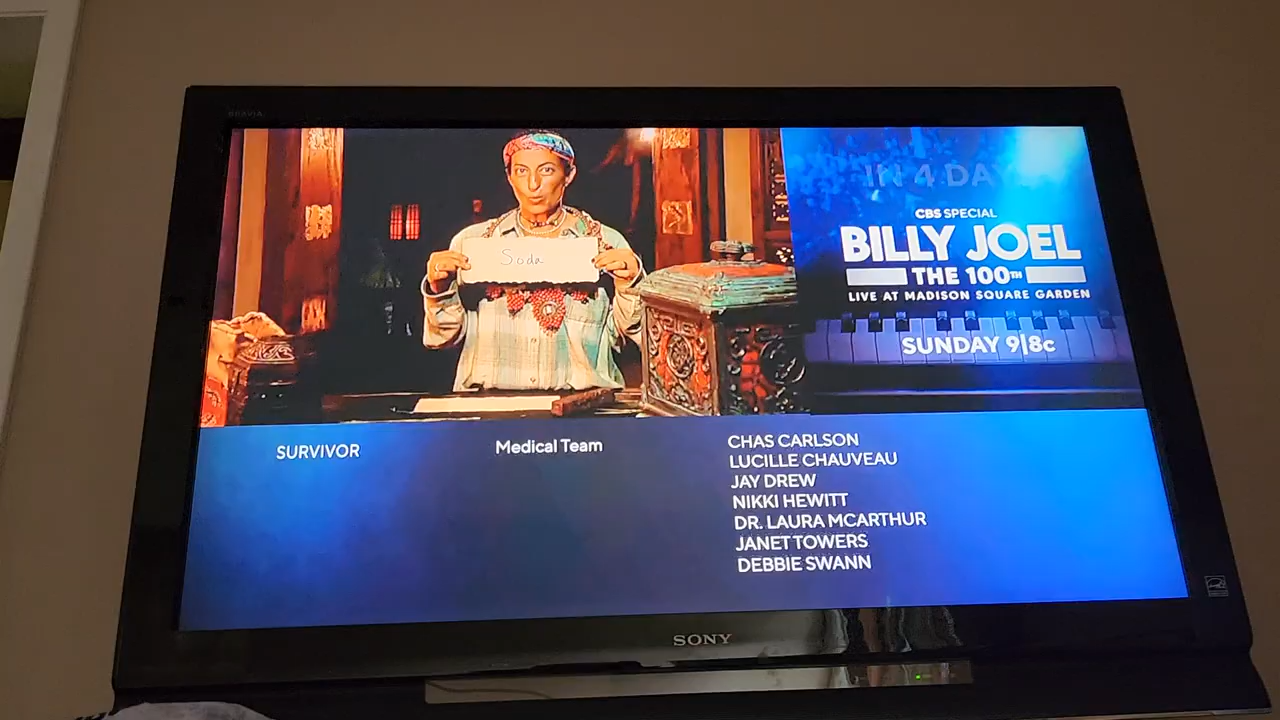 BRAVIA
Soda
IN 4 DAYS
CBS SPECIAL
BILLY JOEL
THE 100TH
LIVE AT MADISON SQUARE GARDEN
SUNDAY 9|8c
SURVIVOR
Medical Team
CHAS CARLSON
LUCILLE CHAUVEAU
JAY DREW
NIKKI HEWITT
DR. LAURA MCARTHUR
JANET TOWERS
DEBBIE SWANN
SONY